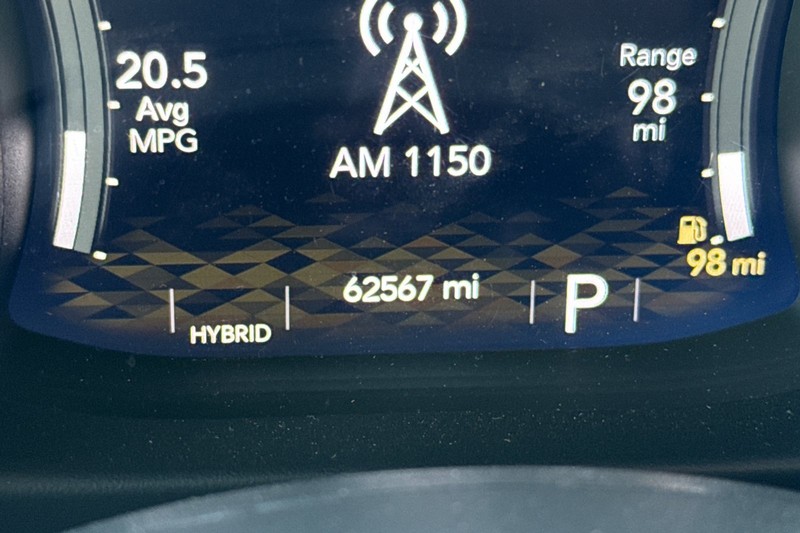 20.5
Avg
MPG
AM 1150
Range
98
mi
98 mi
62567 mi
P
HYBRID